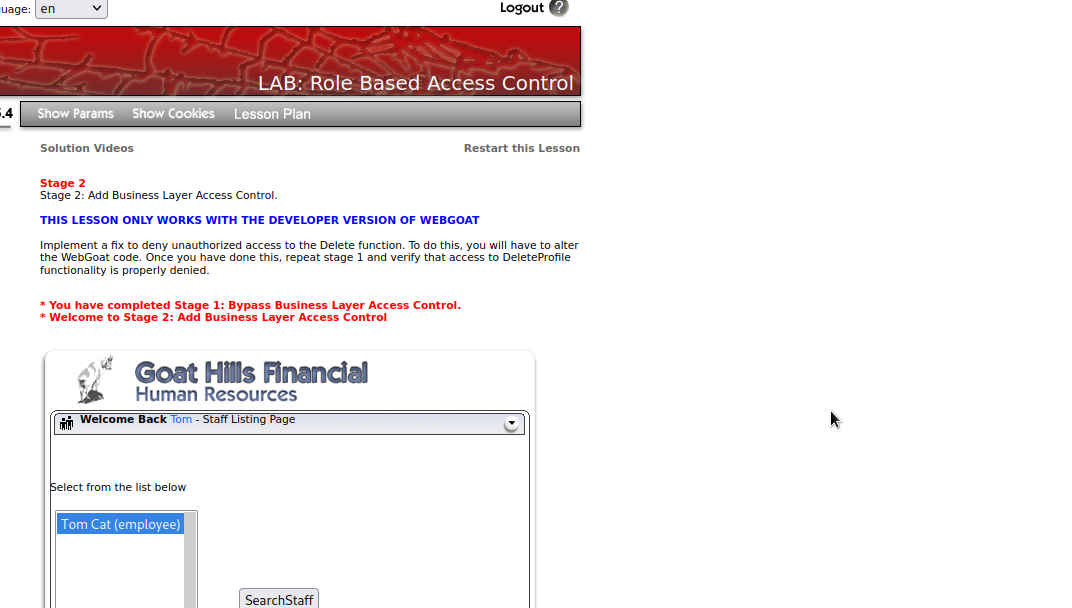 uage: en
Logout ?
LAB: Role Based Access Control
.4 Show Params Show Cookies Lesson Plan
Solution Videos Restart this Lesson
Stage 2
Stage 2: Add Business Layer Access Control.
THIS LESSON ONLY WORKS WITH THE DEVELOPER VERSION OF WEBGOAT
Implement a fix to deny unauthorized access to the Delete function. To do this, you will have to alter
the WebGoat code. Once you have done this, repeat stage 1 and verify that access to DeleteProfile
functionality is properly denied.
* You have completed Stage 1: Bypass Business Layer Access Control.
* Welcome to Stage 2: Add Business Layer Access Control
Goat Hills Financial
Human Resources
Welcome Back Tom - Staff Listing Page
Select from the list below
Tom Cat (employee)
SearchStaff